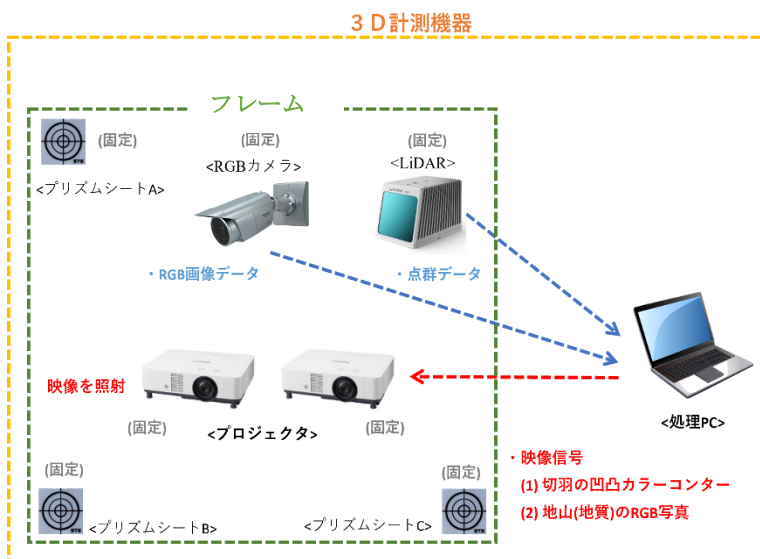 ３Ｄ計測機器
フレーム
(固定)
(固定)
(固定)
<RGBカメラ>
<LiDAR>
<プリズムシートA>
・RGB画像データ
・点群データ
映像を照射
(固定)
<プロジェクタ>
(固定)
<処理PC>
・映像信号
(1) 切羽の凹凸カラーコンター
(2) 地山(地質)のRGB写真
(固定)
(固定)
<プリズムシートB>
<プリズムシートC>